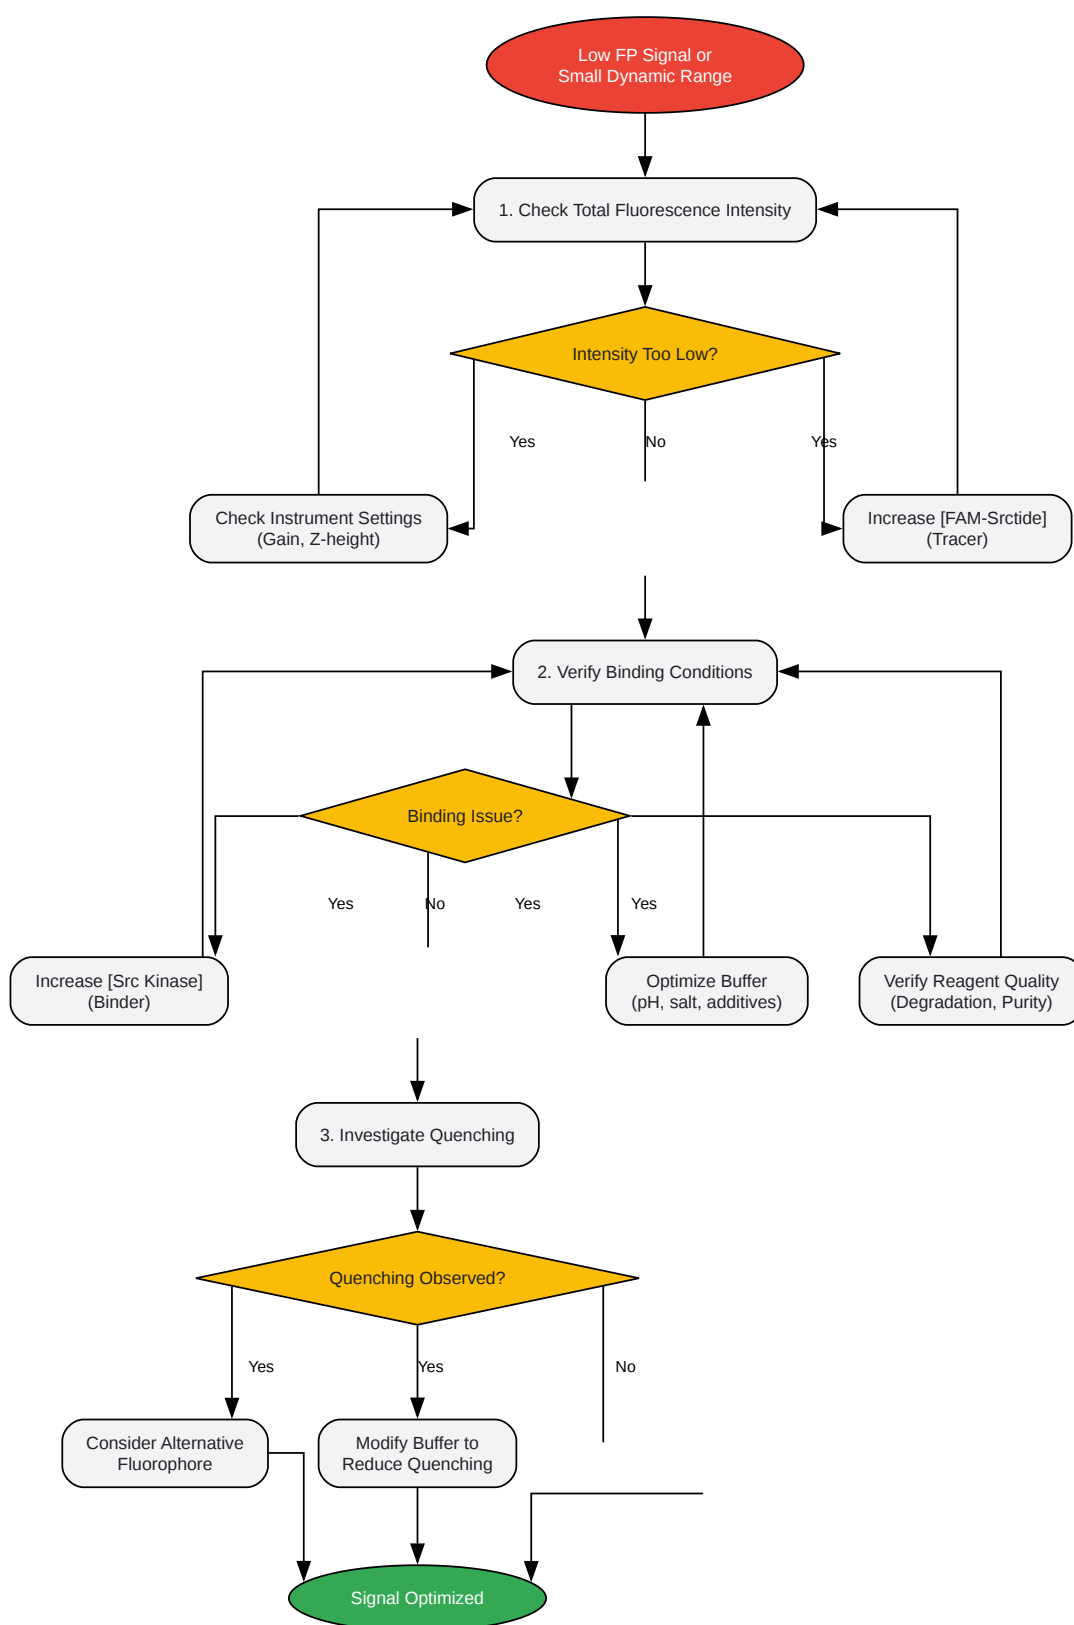 Low FP Signal or
Small Dynamic Range
1. Check Total Fluorescence Intensity
Intensity Too Low?
Yes
No
Yes
Check Instrument Settings
(Gain, Z-height)
Increase [FAM-Srctide]
(Tracer)
2. Verify Binding Conditions
Binding Issue?
Yes
No
Yes
Yes
Increase [Src Kinase]
(Binder)
Optimize Buffer
(pH, salt, additives)
Verify Reagent Quality
(Degradation, Purity)
3. Investigate Quenching
Quenching Observed?
Yes
Yes
No
Consider Alternative
Fluorophore
Modify Buffer to
Reduce Quenching
Signal Optimized